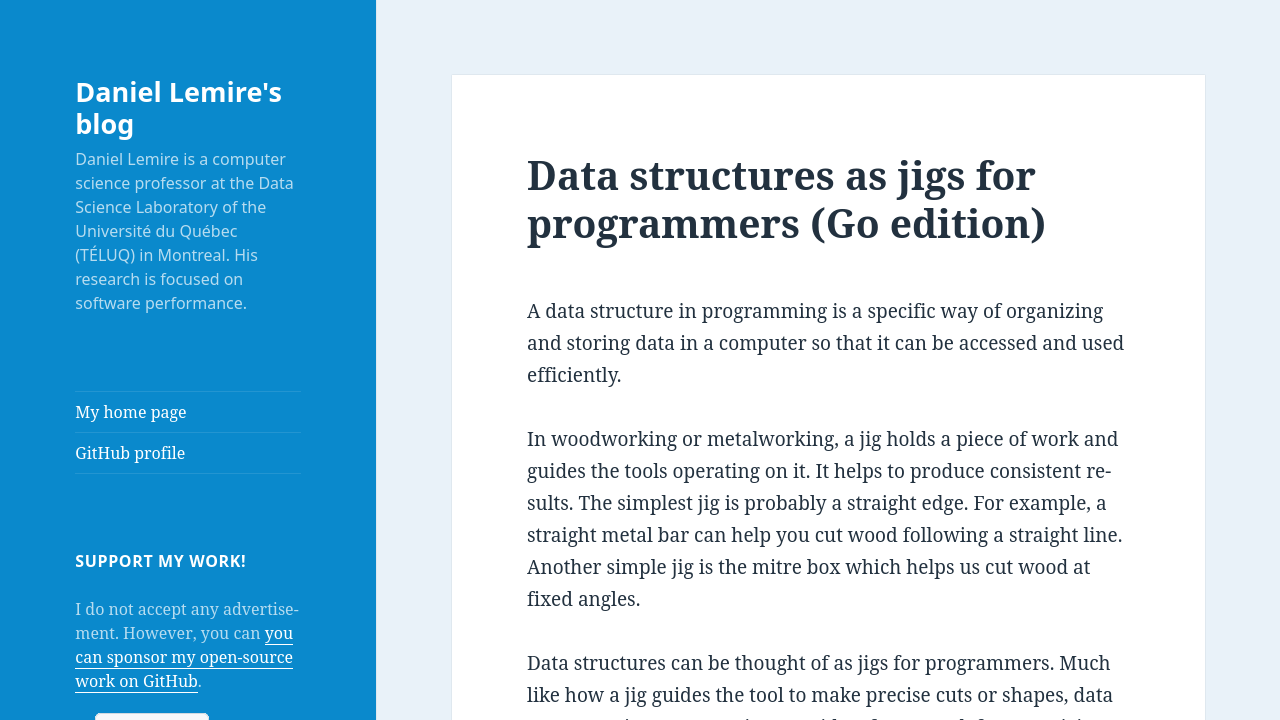 Daniel Lemire's
blog
Daniel Lemire is a computer
science professor at the Data
Science Laboratory of the
Université du Québec
(TÉLUQ) in Montreal. His
research is focused on
software performance.
My home page
GitHub profile
SUPPORT MY WORK!
I do not accept any advertise-
ment. However, you can you
can sponsor my open-source
work on GitHub.
Data structures as jigs for
programmers (Go edition)
A data structure in programming is a specific way of organizing
and storing data in a computer so that it can be accessed and used
efficiently.
In woodworking or metalworking, a jig holds a piece of work and
guides the tools operating on it. It helps to produce consistent re-
sults. The simplest jig is probably a straight edge. For example, a
straight metal bar can help you cut wood following a straight line.
Another simple jig is the mitre box which helps us cut wood at
fixed angles.
Data structures can be thought of as jigs for programmers. Much
like how a jig guides the tool to make precise cuts or shapes, data